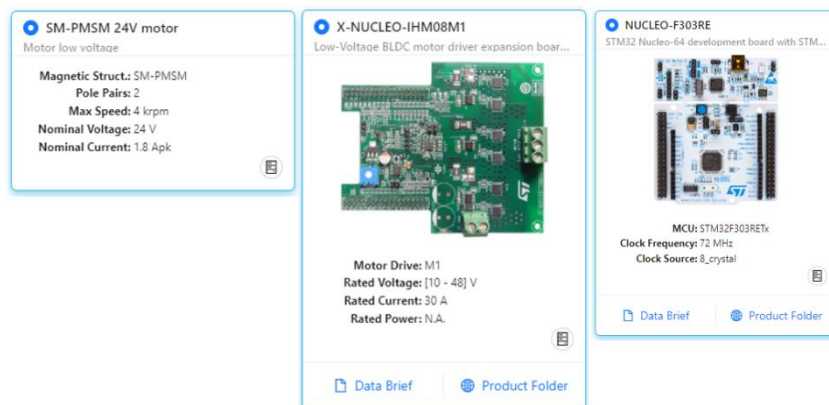 SM-PMSM 24V motor
Motor low voltage
Magnetic Struct.: SM-PMSM
Pole Pairs: 2
Max Speed: 4 krpm
Nominal Voltage: 24 V
Nominal Current: 1.8 Apk
X-NUCLEO-IHM08M1
Low-Voltage BLDC motor driver expansion boar...
Motor Drive: M1
Rated Voltage: [10 - 48] V
Rated Current: 30 A
Rated Power: N.A.
Data Brief
Product Folder
NUCLEO-F303RE
STM32 Nucleo-64 development board with STM...
MCU: STM32F303RETx
Clock Frequency: 72 MHz
Clock Source: 8_crystal
Data Brief
Product Folder